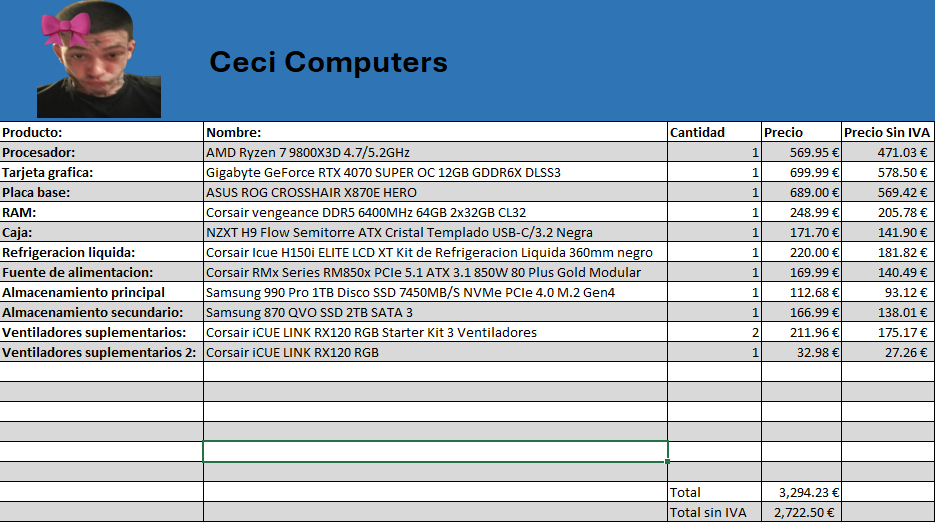 Ceci Computers
Producto: Nombre: Cantidad Precio Precio Sin IVA
Procesador: AMD Ryzen 7 9800X3D 4.7/5.2GHz 1 569.95 € 471.03 €
Tarjeta grafica: Gigabyte GeForce RTX 4070 SUPER OC 12GB GDDR6X DLSS3 1 699.99 € 578.50 €
Placa base: ASUS ROG CROSSHAIR X870E HERO 1 689.00 € 569.42 €
RAM: Corsair vengeance DDR5 6400MHz 64GB 2x32GB CL32 1 248.99 € 205.78 €
Caja: NZXT H9 Flow Semitorre ATX Cristal Templado USB-C/3.2 Negra 1 171.70 € 141.90 €
Refrigeracion liquida: Corsair Icue H150i ELITE LCD XT Kit de Refrigeracion Liquida 360mm negro 1 220.00 € 181.82 €
Fuente de alimentacion: Corsair RMx Series RM850x PCIe 5.1 ATX 3.1 850W 80 Plus Gold Modular 1 169.99 € 140.49 €
Almacenamiento principal Samsung 990 Pro 1TB Disco SSD 7450MB/S NVMe PCIe 4.0 M.2 Gen4 1 112.68 € 93.12 €
Almacenamiento secundario: Samsung 870 QVO SSD 2TB SATA 3 1 166.99 € 138.01 €
Ventiladores suplementarios: Corsair iCUE LINK RX120 RGB Starter Kit 3 Ventiladores 2 211.96 € 175.17 €
Ventiladores suplementarios 2: Corsair iCUE LINK RX120 RGB 1 32.98 € 27.26 €
Total 3,294.23 €
Total sin IVA 2,722.50 €